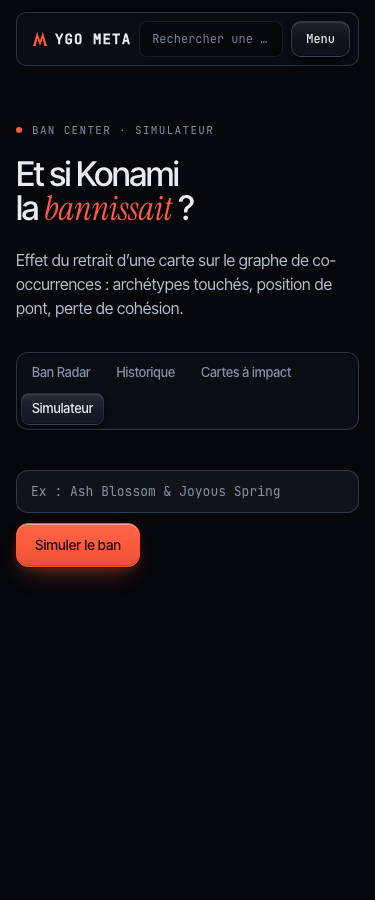 YGO META
Rechercher une …
Menu
BAN CENTER · SIMULATEUR
Et si Konami
la bannissait ?
Effet du retrait d’une carte sur le graphe de co-
occurrences : archétypes touchés, position de
pont, perte de cohésion.
Ban Radar
Historique
Cartes à impact
Simulateur
Ex : Ash Blossom & Joyous Spring
Simuler le ban